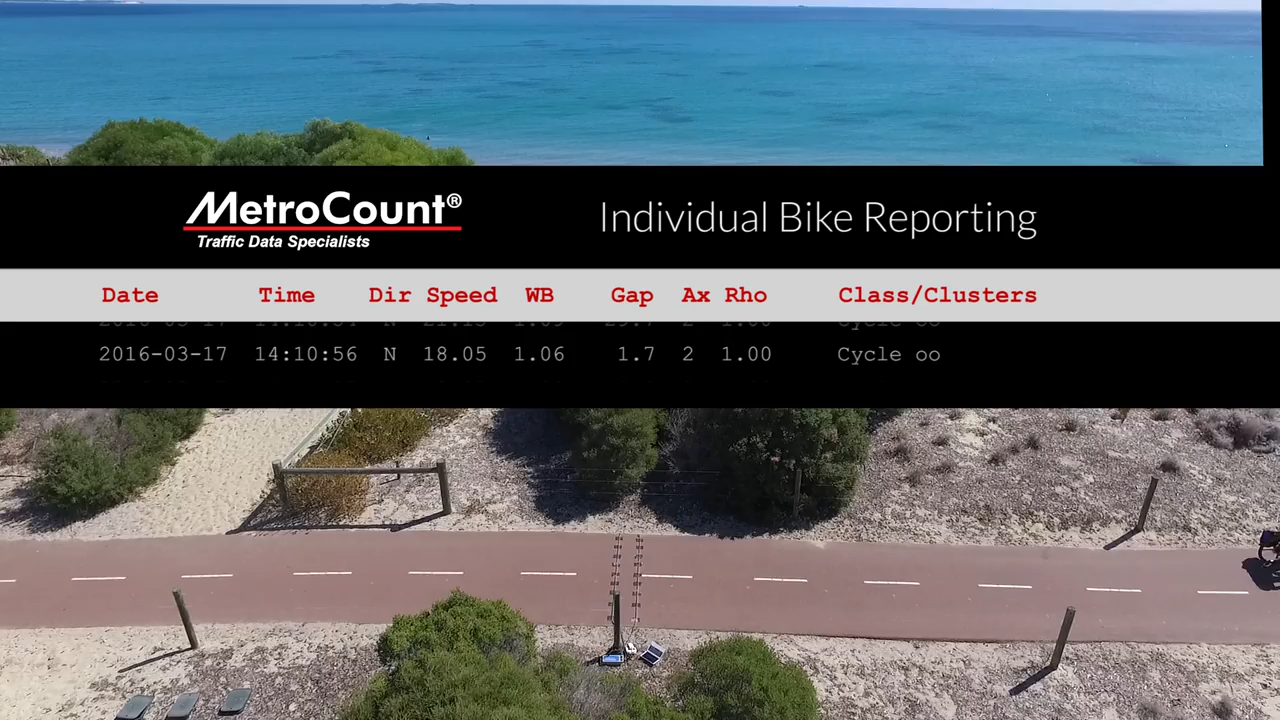 MetroCount®
Traffic Data Specialists
Individual Bike Reporting
Date Time Dir Speed WB Gap Ax Rho Class/Clusters
2016-03-17 14:10:56 N 18.05 1.06 1.7 2 1.00 Cycle oo